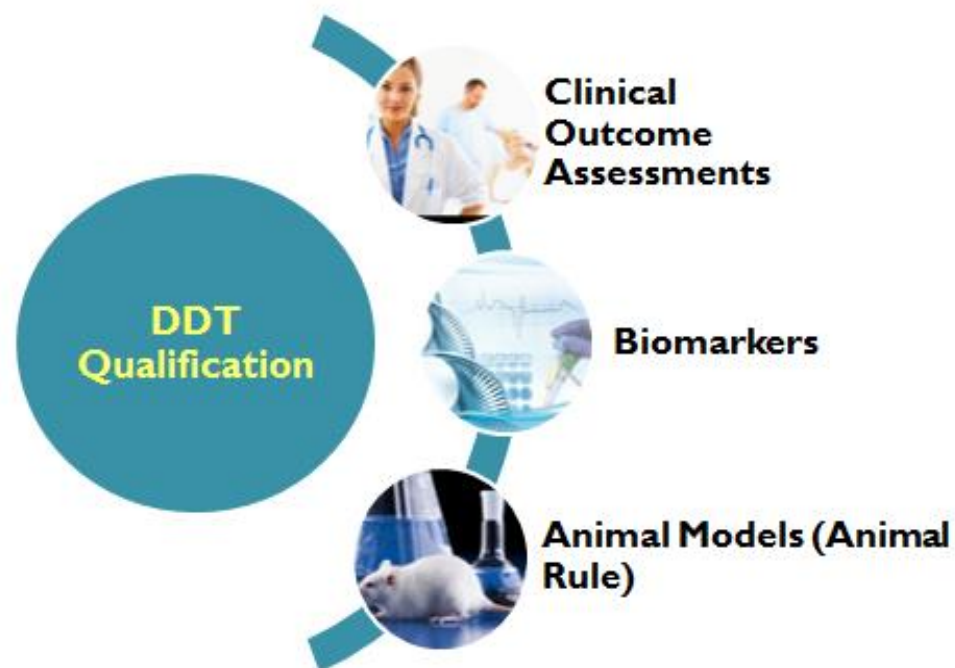 DDT
Qualification
Clinical
Outcome
Assessments
Biomarkers
Animal Models (Animal
Rule)